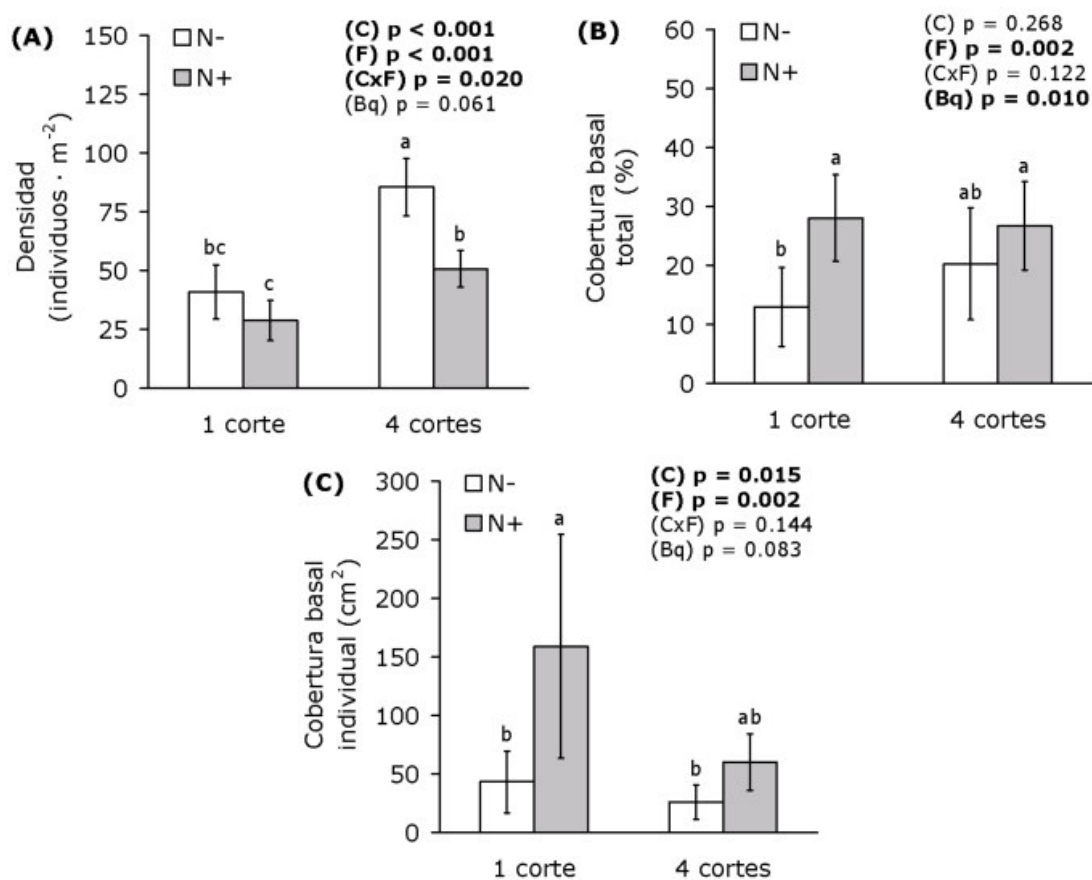 (A)
150
125
100
75
50
25
0
Densidad
(individuos · m⁻²)
N-
N+
(C) p < 0.001
(F) p < 0.001
(CxF) p = 0.020
(Bq) p = 0.061
bc
c
a
b
1 corte
4 cortes
(B)
60
50
40
30
20
10
0
Cobertura basal
total (%)
N-
N+
(C) p = 0.268
(F) p = 0.002
(CxF) p = 0.122
(Bq) p = 0.010
b
a
ab
a
1 corte
4 cortes
(C)
300
250
200
150
100
50
0
Cobertura basal
individual (cm²)
N-
N+
(C) p = 0.015
(F) p = 0.002
(CxF) p = 0.144
(Bq) p = 0.083
b
a
b
ab
1 corte
4 cortes